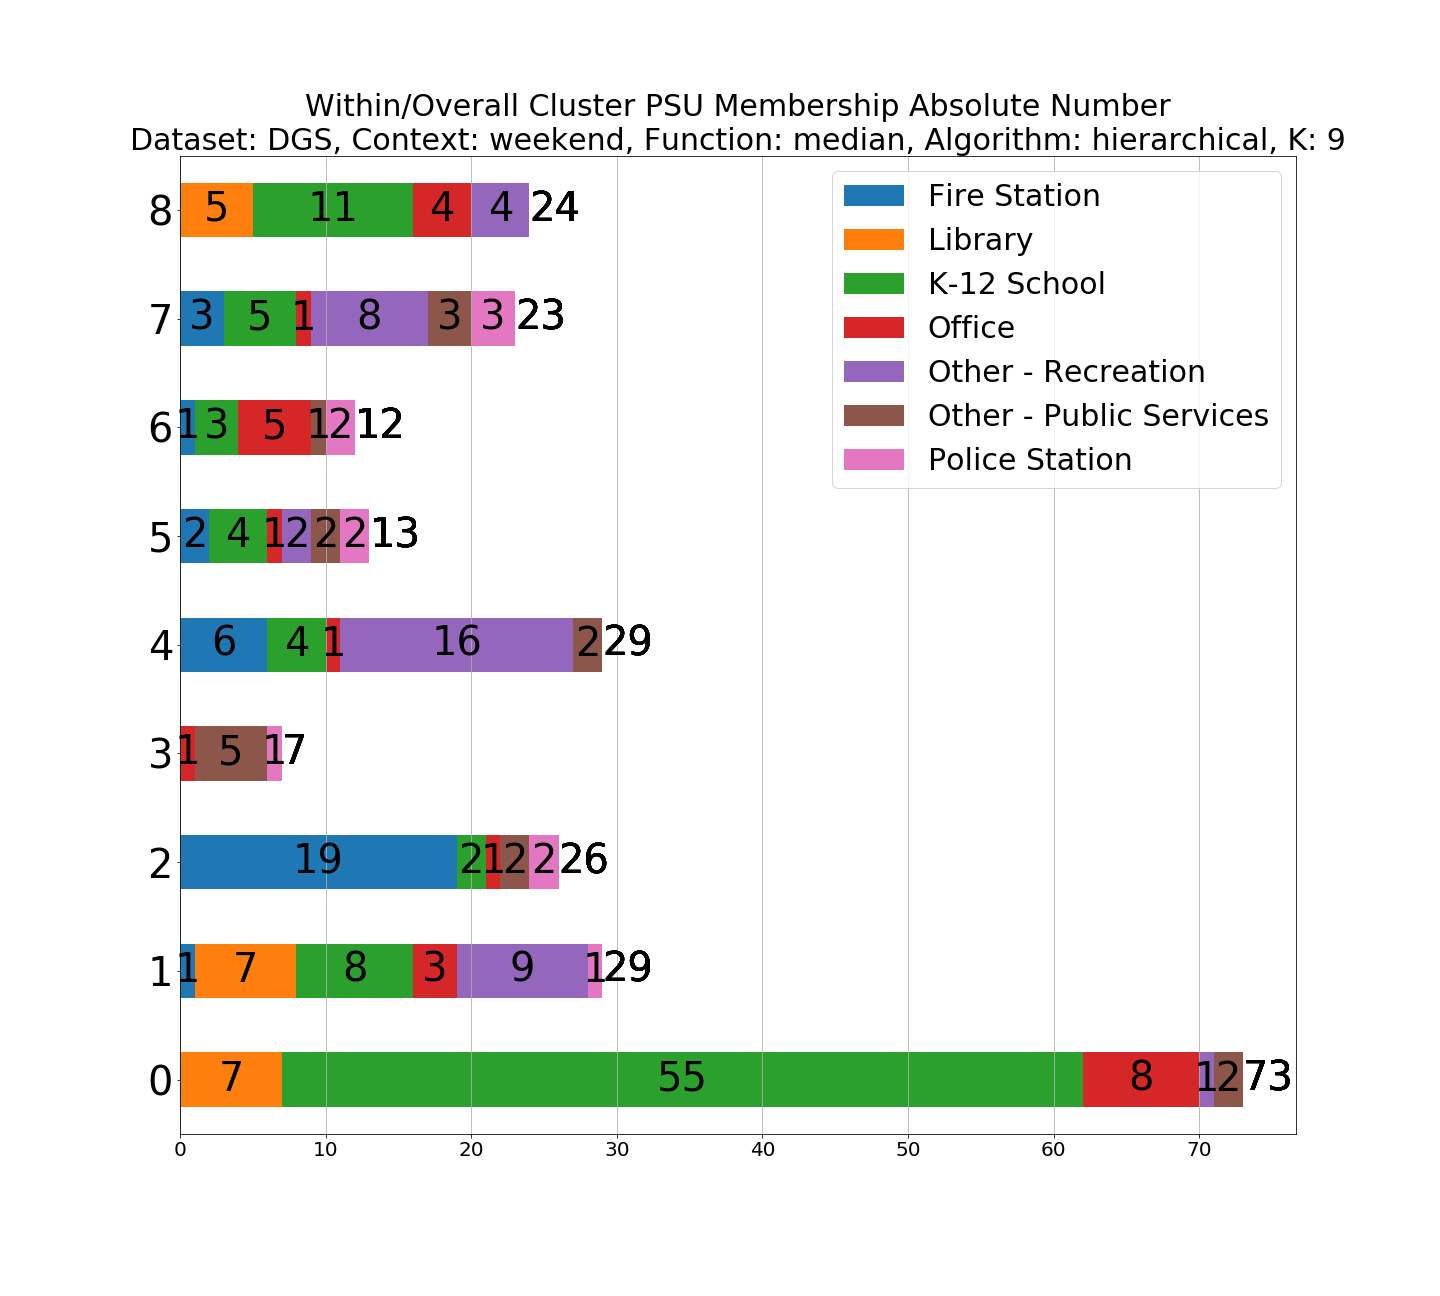 Within/Overall Cluster PSU Membership Absolute Number
Dataset: DGS, Context: weekend, Function: median, Algorithm: hierarchical, K: 9
Fire Station
Library
K-12 School
Office
Other - Recreation
Other - Public Services
Police Station
8 5 11 4 4 24
7 3 5 1 8 3 3 23
6 1 3 5 1 2 12
5 2 4 1 2 2 2 13
4 6 4 1 16 2 29
3 1 5 1 7
2 19 2 1 2 2 26
1 1 7 8 3 9 1 29
0 7 55 8 1 2 73
0 10 20 30 40 50 60 70